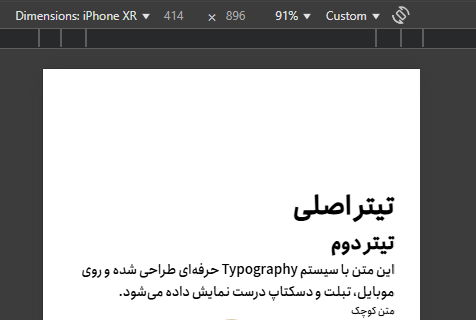 Dimensions: iPhone XR 414 × 896 91% Custom
تیتر اصلی
تیتر دوم
این متن با سیستم Typography حرفه‌ای طراحی شده و روی
موبایل، تبلت و دسکتاپ درست نمایش داده می‌شود.
متن کوچک